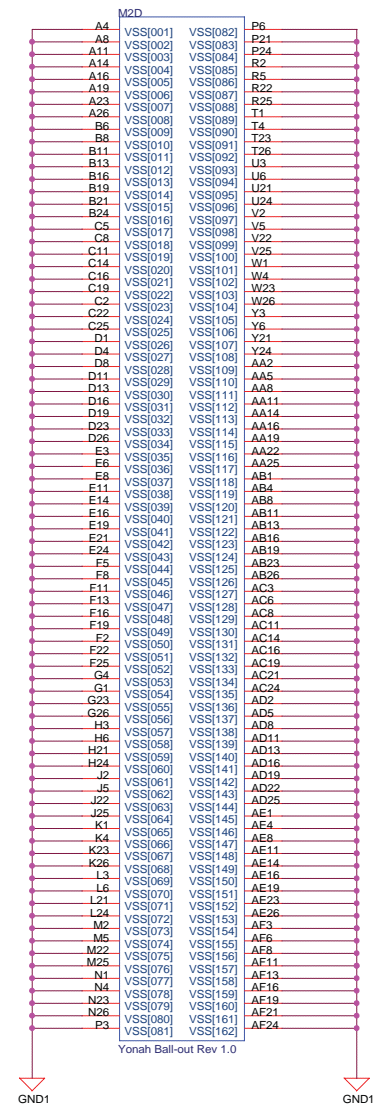 M2D
A4 VSS[001] VSS[082] P6
A8 VSS[002] VSS[083] P21
A11 VSS[003] VSS[084] P24
A14 VSS[004] VSS[085] R2
A16 VSS[005] VSS[086] R5
A19 VSS[006] VSS[087] R22
A23 VSS[007] VSS[088] R25
A26 VSS[008] VSS[089] T1
B6 VSS[009] VSS[090] T4
B8 VSS[010] VSS[091] T23
B11 VSS[011] VSS[092] T26
B13 VSS[012] VSS[093] U3
B16 VSS[013] VSS[094] U6
B19 VSS[014] VSS[095] U21
B21 VSS[015] VSS[096] U24
B24 VSS[016] VSS[097] V2
C5 VSS[017] VSS[098] V5
C8 VSS[018] VSS[099] V22
C11 VSS[019] VSS[100] V25
C14 VSS[020] VSS[101] W1
C16 VSS[021] VSS[102] W4
C19 VSS[022] VSS[103] W23
C2 VSS[023] VSS[104] W26
C22 VSS[024] VSS[105] Y3
C25 VSS[025] VSS[106] Y6
D1 VSS[026] VSS[107] Y21
D4 VSS[027] VSS[108] Y24
D8 VSS[028] VSS[109] AA2
D11 VSS[029] VSS[110] AA5
D13 VSS[030] VSS[111] AA8
D16 VSS[031] VSS[112] AA11
D19 VSS[032] VSS[113] AA14
D23 VSS[033] VSS[114] AA16
D26 VSS[034] VSS[115] AA19
E3 VSS[035] VSS[116] AA22
E6 VSS[036] VSS[117] AA25
E8 VSS[037] VSS[118] AB1
E11 VSS[038] VSS[119] AB4
E14 VSS[039] VSS[120] AB8
E16 VSS[040] VSS[121] AB11
E19 VSS[041] VSS[122] AB13
E21 VSS[042] VSS[123] AB16
E24 VSS[043] VSS[124] AB19
F5 VSS[044] VSS[125] AB23
F8 VSS[045] VSS[126] AB26
F11 VSS[046] VSS[127] AC3
F13 VSS[047] VSS[128] AC6
F16 VSS[048] VSS[129] AC8
F19 VSS[049] VSS[130] AC11
F2 VSS[050] VSS[131] AC14
F22 VSS[051] VSS[132] AC16
F25 VSS[052] VSS[133] AC19
G4 VSS[053] VSS[134] AC21
G1 VSS[054] VSS[135] AC24
G23 VSS[055] VSS[136] AD2
G26 VSS[056] VSS[137] AD5
H3 VSS[057] VSS[138] AD8
H6 VSS[058] VSS[139] AD11
H21 VSS[059] VSS[140] AD13
H24 VSS[060] VSS[141] AD16
J2 VSS[061] VSS[142] AD19
J5 VSS[062] VSS[143] AD22
J22 VSS[063] VSS[144] AD25
J25 VSS[064] VSS[145] AE1
K1 VSS[065] VSS[146] AE4
K4 VSS[066] VSS[147] AE8
K23 VSS[067] VSS[148] AE11
K26 VSS[068] VSS[149] AE14
L3 VSS[069] VSS[150] AE16
L6 VSS[070] VSS[151] AE19
L21 VSS[071] VSS[152] AE23
L24 VSS[072] VSS[153] AE26
M2 VSS[073] VSS[154] AF3
M5 VSS[074] VSS[155] AF6
M22 VSS[075] VSS[156] AF8
M25 VSS[076] VSS[157] AF11
N1 VSS[077] VSS[158] AF13
N4 VSS[078] VSS[159] AF16
N23 VSS[079] VSS[160] AF19
N26 VSS[080] VSS[161] AF21
P3 VSS[081] VSS[162] AF24
Yonah Ball-out Rev 1.0
GND1 GND1